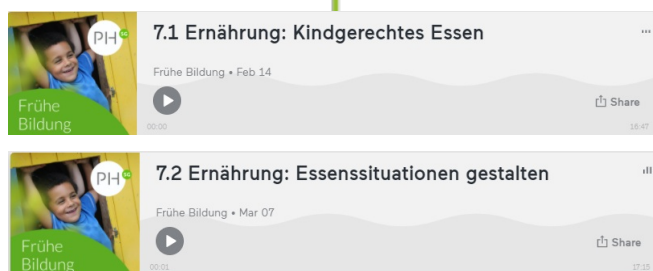 PH SG
7.1 Ernährung: Kindgerechtes Essen
Frühe Bildung • Feb 14
Frühe
Bildung
Share
00:00
16:47
PH SG
7.2 Ernährung: Essenssituationen gestalten
Frühe Bildung • Mar 07
Frühe
Bildung
Share
00:01
17:15